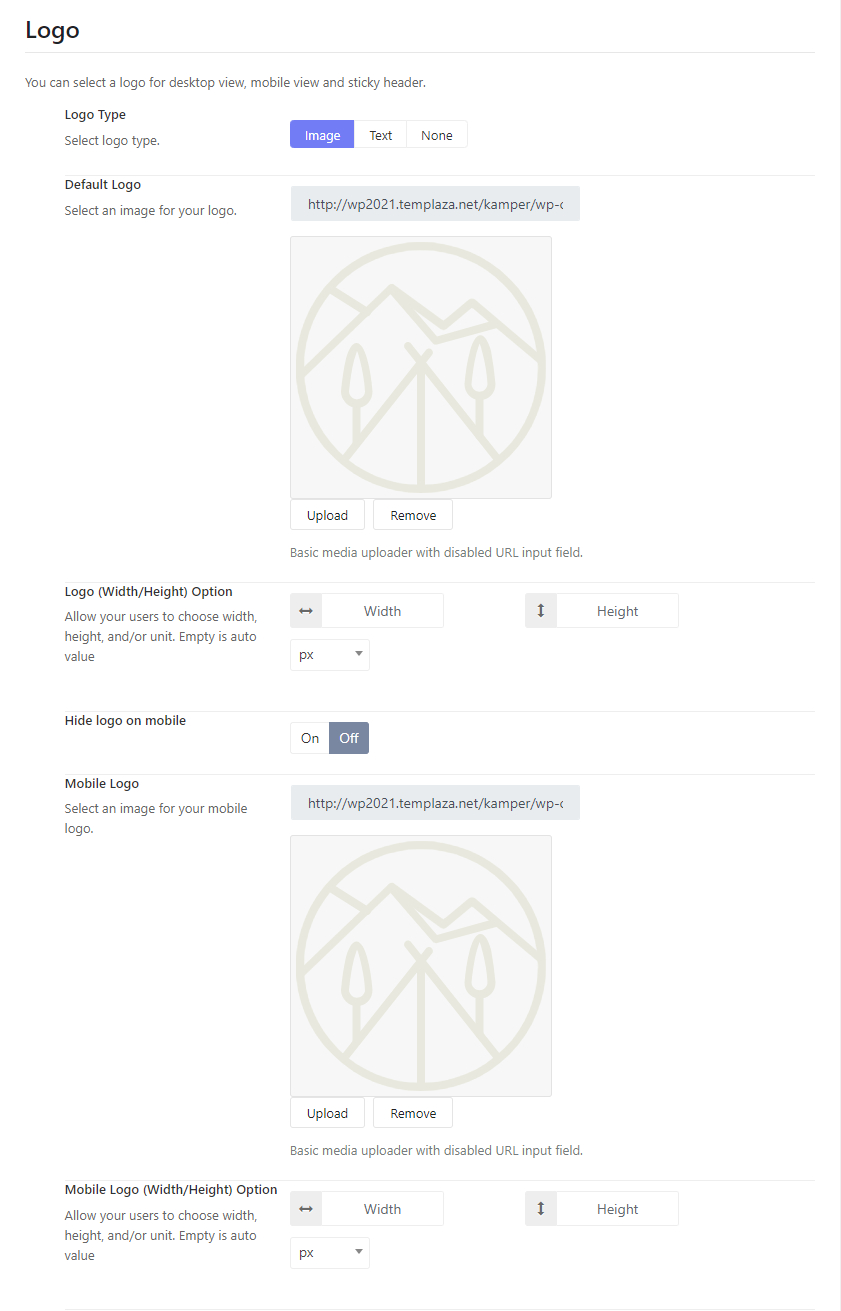 Logo
You can select a logo for desktop view, mobile view and sticky header.
Logo Type
Select logo type.
Image Text None
Default Logo
Select an image for your logo.
http://wp2021.templaza.net/kamper/wp-c
Upload Remove
Basic media uploader with disabled URL input field.
Logo (Width/Height) Option
Allow your users to choose width,
height, and/or unit. Empty is auto
value
Width Height
px
Hide logo on mobile
On Off
Mobile Logo
Select an image for your mobile
logo.
http://wp2021.templaza.net/kamper/wp-c
Upload Remove
Basic media uploader with disabled URL input field.
Mobile Logo (Width/Height) Option
Allow your users to choose width,
height, and/or unit. Empty is auto
value
Width Height
px